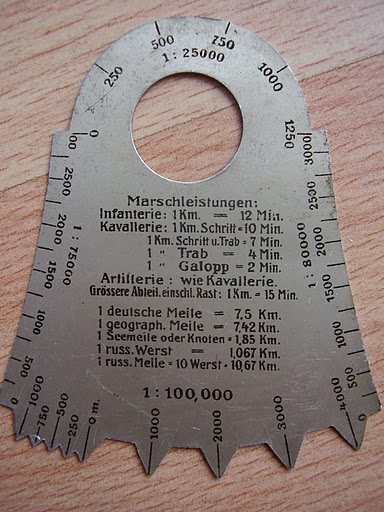 250 500 750 1000 1250
1:25000
0
Marschleistungen:
Infanterie: 1 Km. = 12 Min.
Kavallerie: 1 Km. Schritt = 10 Min.
1 Km. Schritt u. Trab = 7 Min.
1 " Trab = 4 Min.
1 " Galopp = 2 Min.
Artillerie: wie Kavallerie.
Grössere Abteil. einschl. Rast: 1 Km. = 15 Min.
1 deutsche Meile = 7,5 Km.
1 geograph. Meile = 7,42 Km.
1 Seemeile oder Knoten = 1,85 Km.
1 russ. Werst = 1,067 Km.
1 russ. Meile = 10 Werst = 10,67 Km.
1:100,000
2500 2000 1:75000 1500 1000 500 0
3000 2500 2000 1:80000 1500 1000 500 0
1000 750 500 250 0 m. 1000 2000 3000 4000